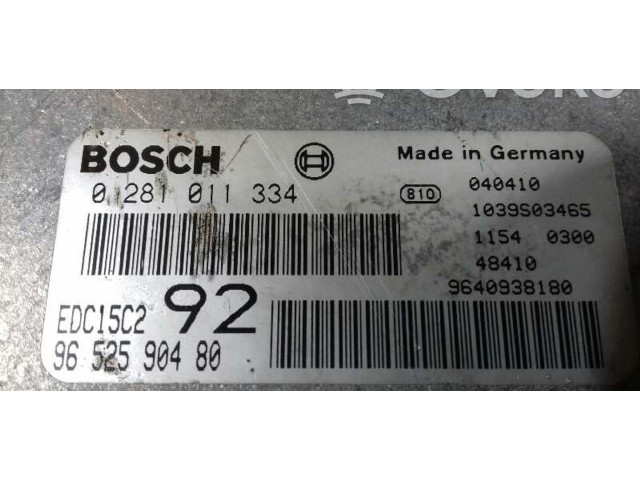 BOSCH
Made in Germany
0 281 011 334
810
040410
1039S03465
1154 0300
48410
9640938180
EDC15C2
92
96 525 904 80